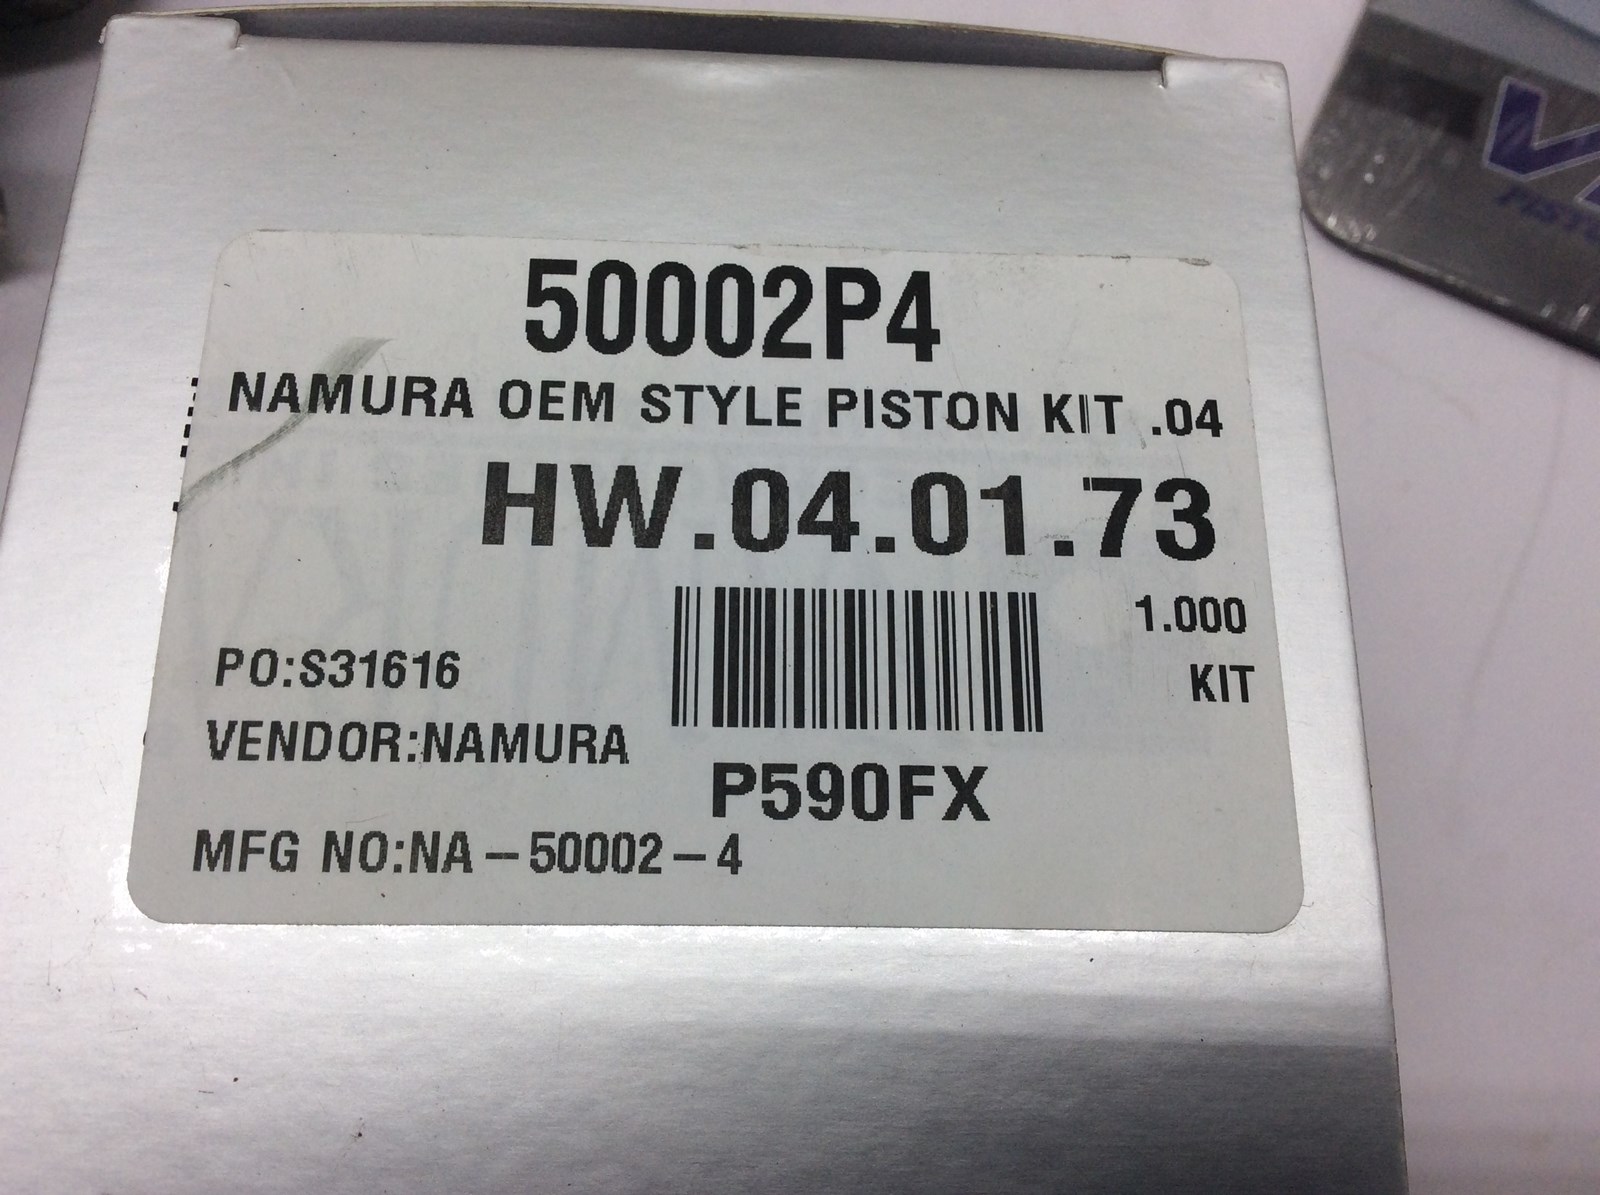 50002P4
NAMURA OEM STYLE PISTON KIT .04
HW.04.01.73
1.000
KIT
PO:S31616
VENDOR:NAMURA
P590FX
MFG NO:NA-50002-4